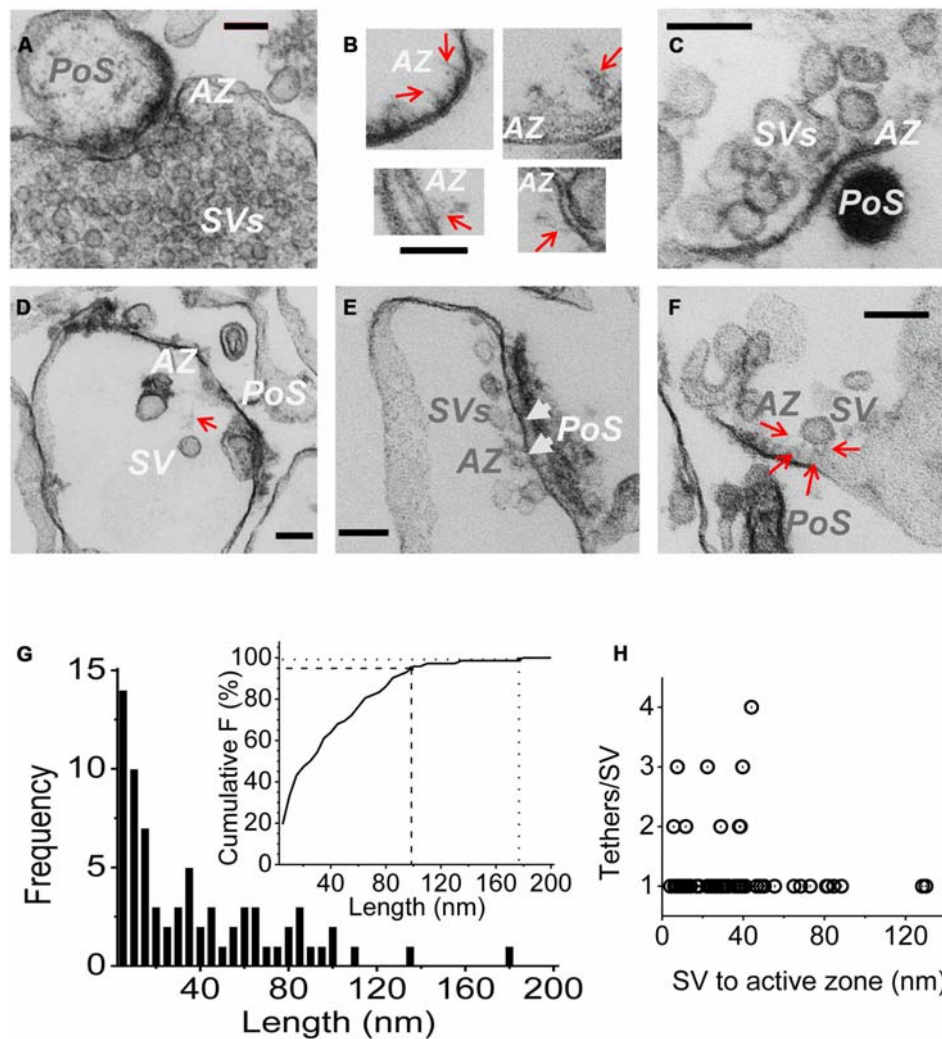 A
PoS
AZ
SVs
B
AZ
AZ
AZ
AZ
C
SVs
AZ
PoS
D
AZ
PoS
SV
E
SVs
PoS
AZ
F
AZ
SV
PoS
G
Frequency
15
10
5
0
40
80
120
160
200
Length (nm)
Cumulative F (%)
100
80
60
40
20
0
40
80
120
160
200
Length (nm)
H
Tethers/SV
4
3
2
1
0
40
80
120
SV to active zone (nm)